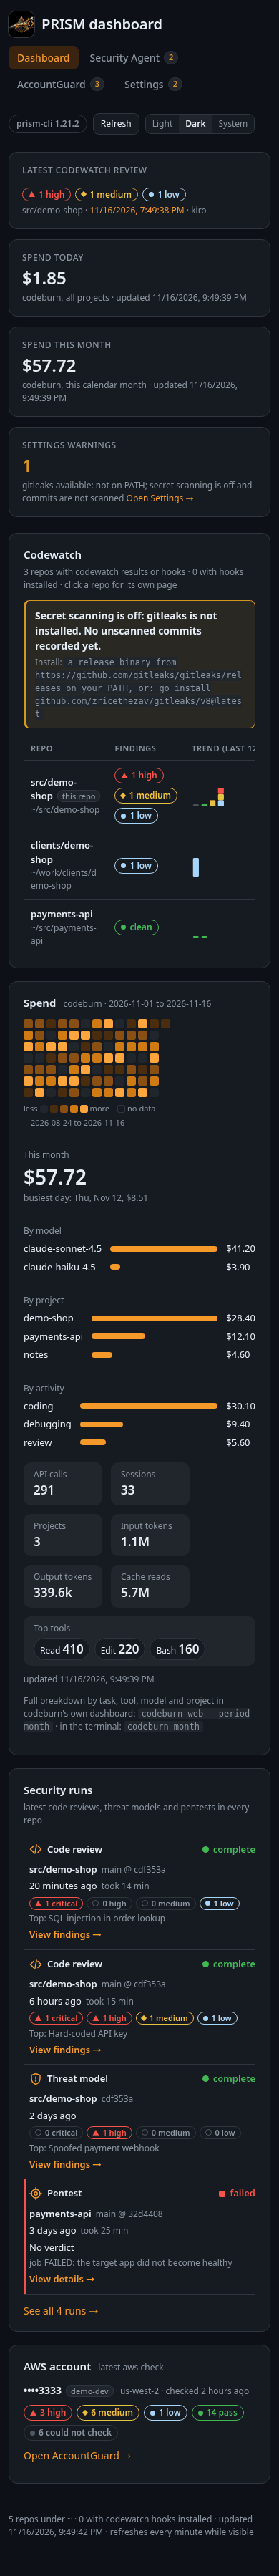 PRISM dashboard
Dashboard
Security Agent 2
AccountGuard 3
Settings 2
prism-cli 1.21.2
Refresh
Light Dark System
LATEST CODEWATCH REVIEW
1 high 1 medium 1 low
src/demo-shop · 11/16/2026, 7:49:38 PM · kiro
SPEND TODAY
$1.85
codeburn, all projects · updated 11/16/2026, 9:49:39 PM
SPEND THIS MONTH
$57.72
codeburn, this calendar month · updated 11/16/2026,
9:49:39 PM
SETTINGS WARNINGS
1
gitleaks available: not on PATH; secret scanning is off and
commits are not scanned Open Settings →
Codewatch
3 repos with codewatch results or hooks · 0 with hooks
installed · click a repo for its own page
Secret scanning is off: gitleaks is not
installed. No unscanned commits
recorded yet.
Install: a release binary from
https://github.com/gitleaks/gitleaks/rel
eases on your PATH, or: go install
github.com/zricethezav/gitleaks/v8@lates
t
REPO FINDINGS TREND (LAST 12
src/demo-
shop this repo
~/src/demo-shop
1 high
1 medium
1 low
clients/demo-
shop
~/work/clients/d
emo-shop
1 low
payments-api
~/src/payments-
api
clean
Spend codeburn · 2026-11-01 to 2026-11-16
less more no data
2026-08-24 to 2026-11-16
This month
$57.72
busiest day: Thu, Nov 12, $8.51
By model
claude-sonnet-4.5 $41.20
claude-haiku-4.5 $3.90
By project
demo-shop $28.40
payments-api $12.10
notes $4.60
By activity
coding $30.10
debugging $9.40
review $5.60
API calls
291
Sessions
33
Projects
3
Input tokens
1.1M
Output tokens
339.6k
Cache reads
5.7M
Top tools
Read 410 Edit 220 Bash 160
updated 11/16/2026, 9:49:39 PM
Full breakdown by task, tool, model and project in
codeburn's own dashboard: codeburn web --period
month · in the terminal: codeburn month
Security runs
latest code reviews, threat models and pentests in every
repo
Code review complete
src/demo-shop main @ cdf353a
20 minutes ago took 14 min
1 critical 0 high 0 medium 1 low
Top: SQL injection in order lookup
View findings →
Code review complete
src/demo-shop main @ cdf353a
6 hours ago took 15 min
1 critical 1 high 1 medium 1 low
Top: Hard-coded API key
View findings →
Threat model complete
src/demo-shop cdf353a
2 days ago
0 critical 1 high 0 medium 0 low
Top: Spoofed payment webhook
View findings →
Pentest failed
payments-api main @ 32d4408
3 days ago took 25 min
No verdict
job FAILED: the target app did not become healthy
View details →
See all 4 runs →
AWS account latest aws check
••••3333 demo-dev · us-west-2 · checked 2 hours ago
3 high 6 medium 1 low 14 pass
6 could not check
Open AccountGuard →
5 repos under ~ · 0 with codewatch hooks installed · updated
11/16/2026, 9:49:42 PM · refreshes every minute while visible